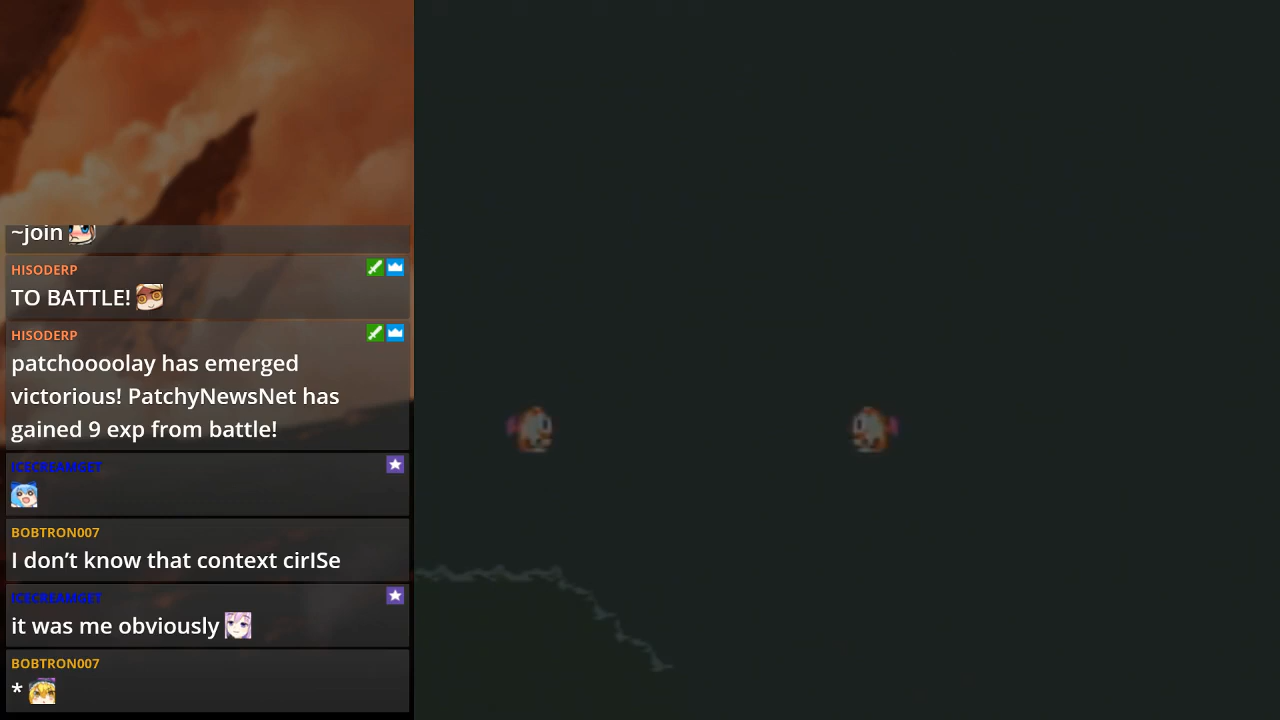 ~join
HISODERP
TO BATTLE!
HISODERP
patchoooolay has emerged
victorious! PatchyNewsNet has
gained 9 exp from battle!
ICECREAMGET
BOBTRON007
I don’t know that context cirISe
ICECREAMGET
it was me obviously
BOBTRON007
*